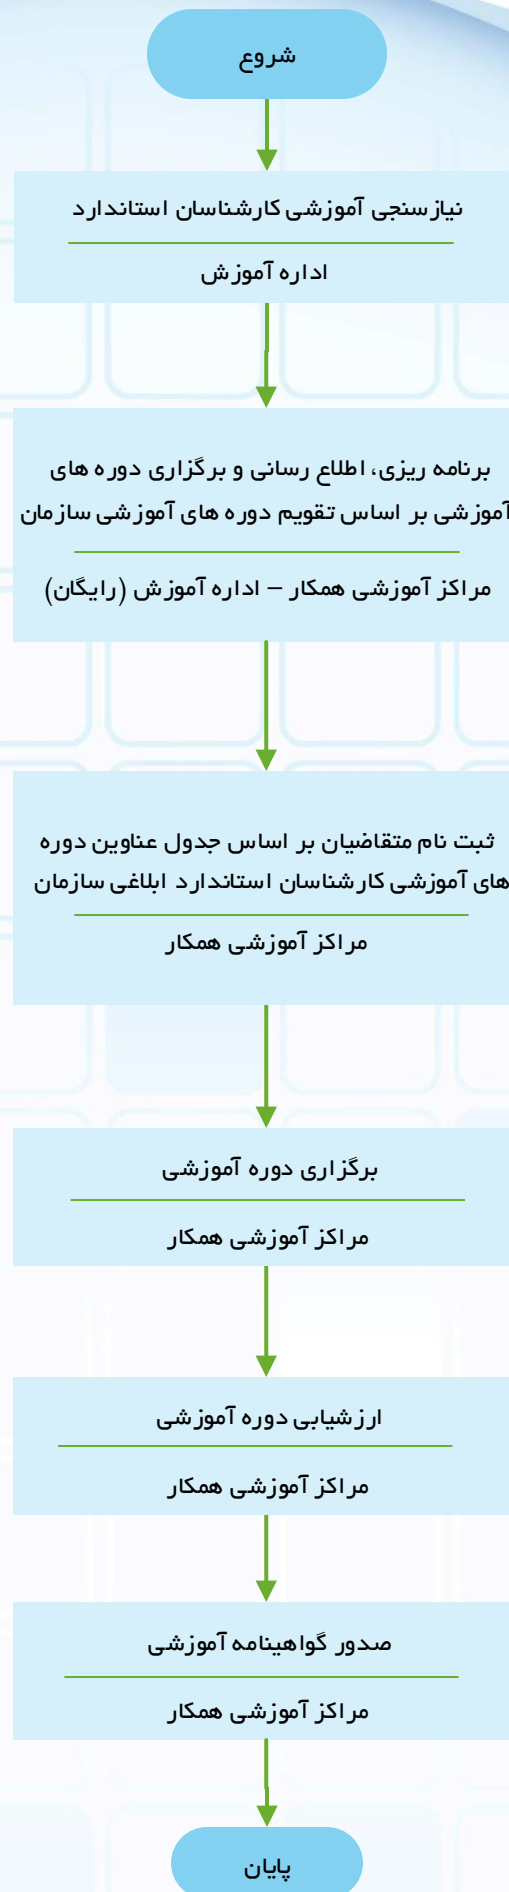 شروع
نیازسنجی آموزشی کارشناسان استاندارد
اداره آموزش
برنامه ریزی، اطلاع رسانی و برگزاری دوره های
آموزشی بر اساس تقویم دوره های آموزشی سازمان
مراکز آموزشی همکار – اداره آموزش (رایگان)
ثبت نام متقاضیان بر اساس جدول عناوین دوره
های آموزشی کارشناسان استاندارد ابلاغی سازمان
مراکز آموزشی همکار
برگزاری دوره آموزشی
مراکز آموزشی همکار
ارزشیابی دوره آموزشی
مراکز آموزشی همکار
صدور گواهینامه آموزشی
مراکز آموزشی همکار
پایان